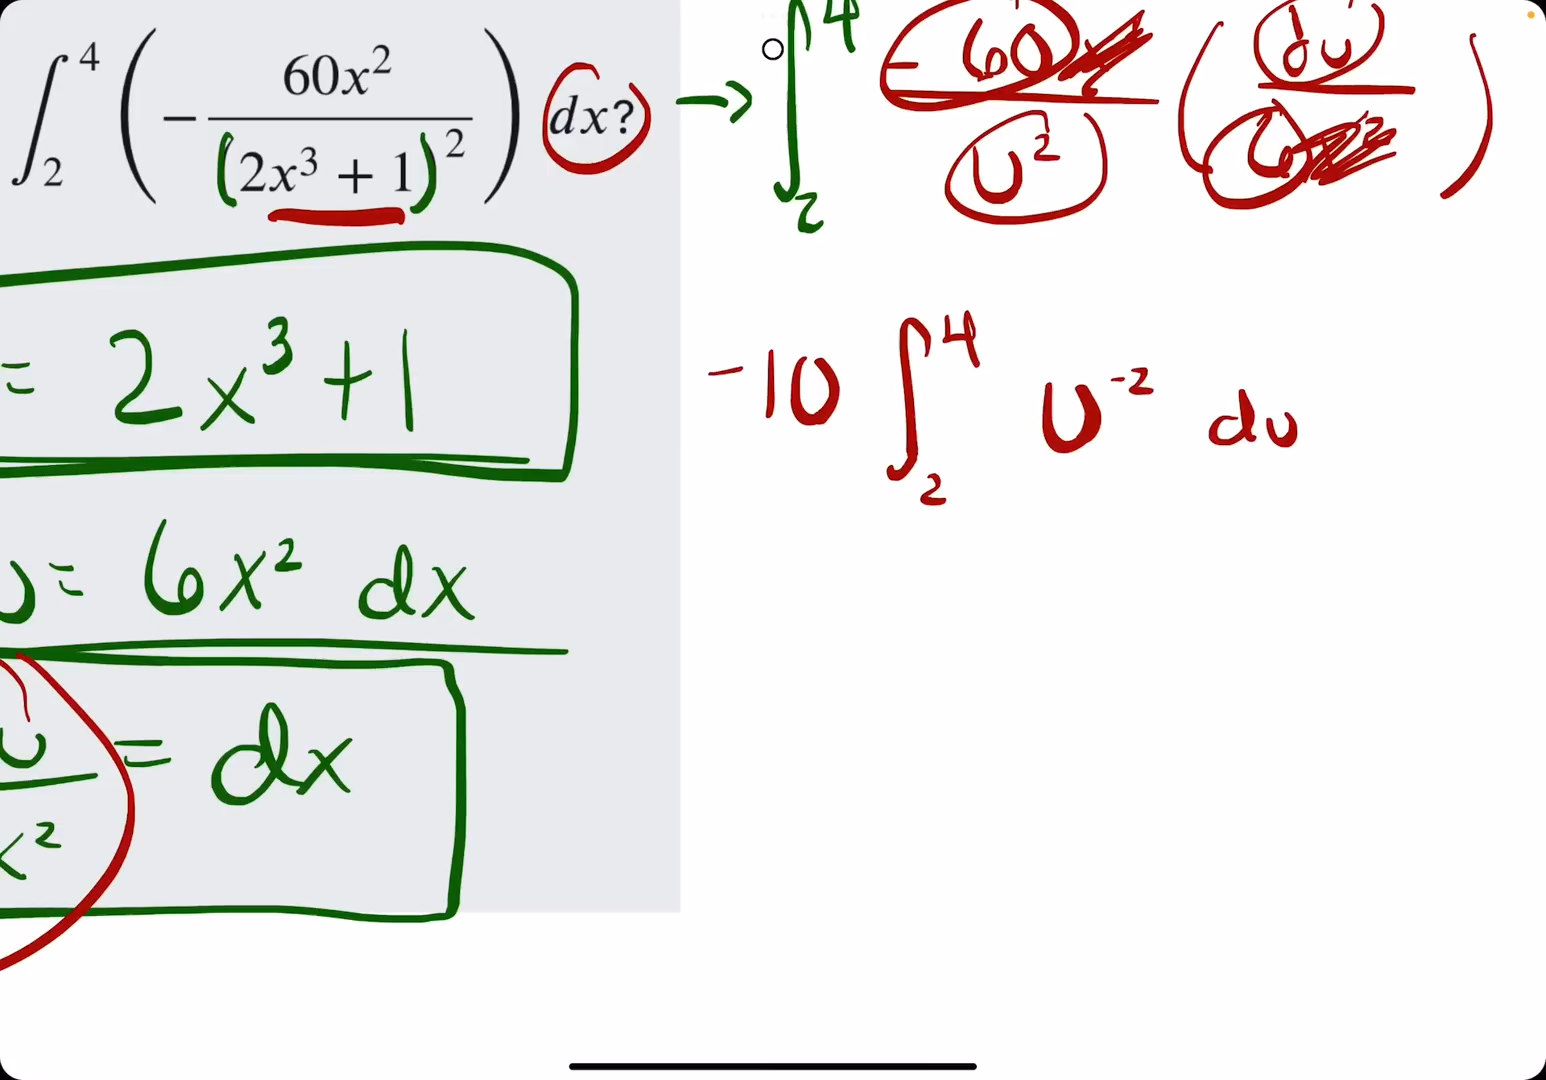 ∫₂⁴ (− 60x² / (2x³ + 1)²) dx? → ∫₂⁴ −60 / U² (du / 6)
= 2x³ + 1
−10 ∫₂⁴ U⁻² du
U = 6x² dx
U / x² = dx